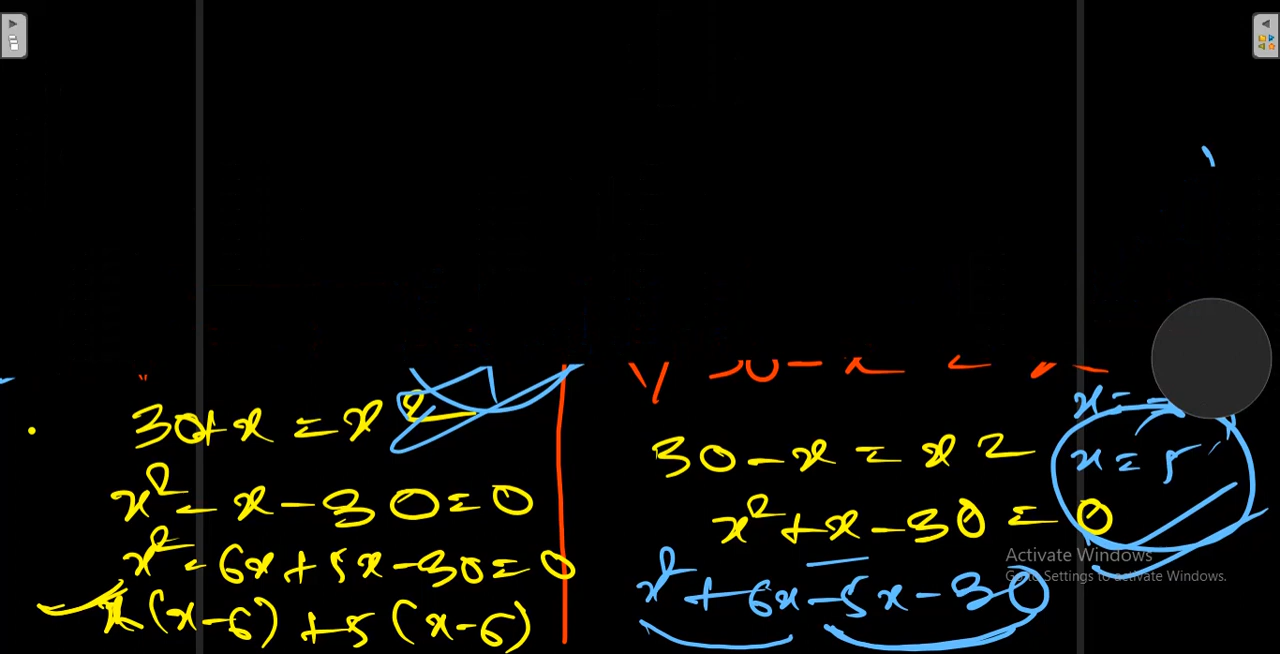 30+x = x2
x² - x - 30 = 0
x² - 6x + 5x - 30 = 0
x (x-6) + 5 (x-6)
√30-x = x
x = -
30 - x = x2
x = 5
x² + x - 30 = 0
x² + 6x - 5x - 30
Activate Windows
Go to Settings to activate Windows.